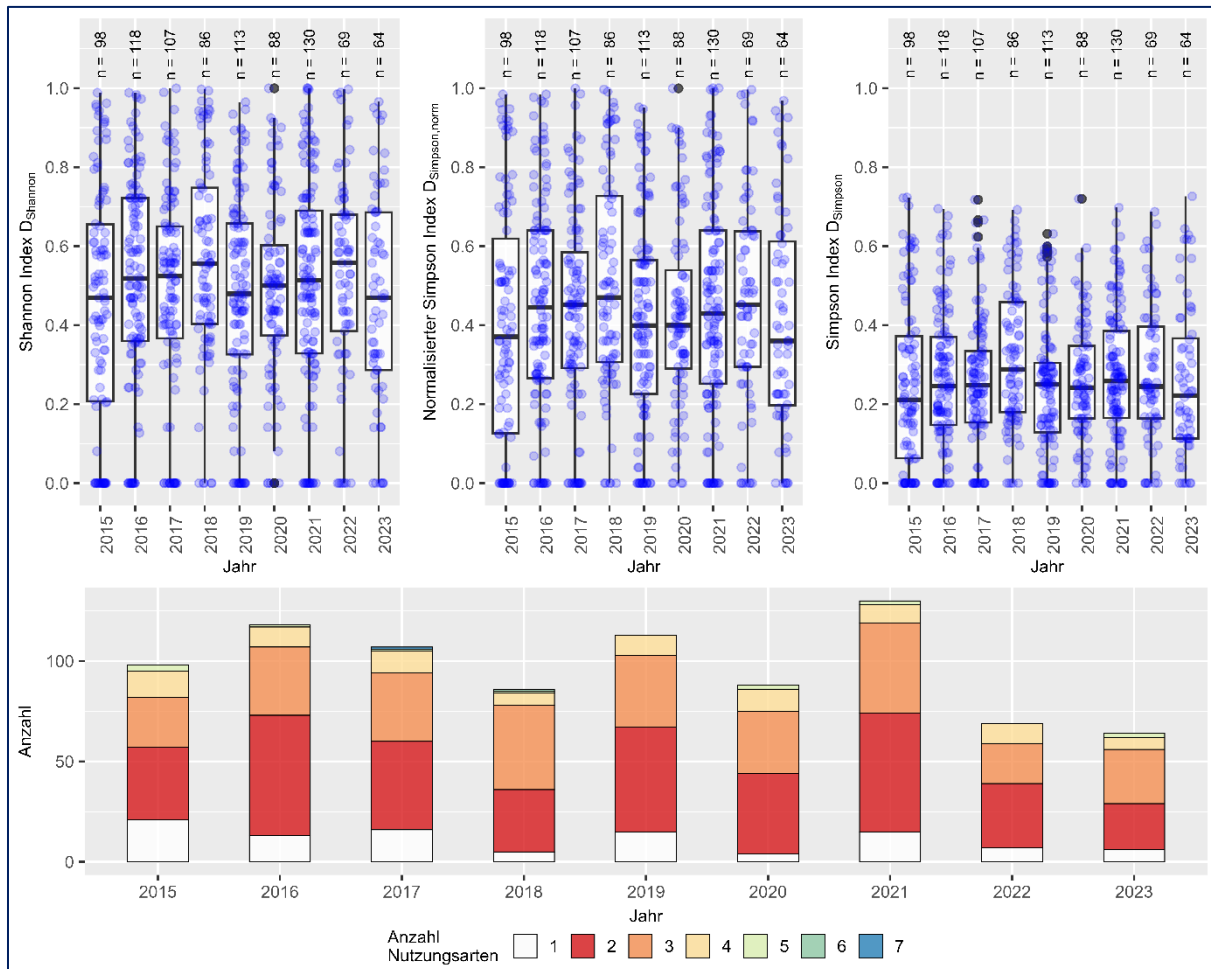 n = 98
n = 118
n = 107
n = 86
n = 113
n = 88
n = 130
n = 69
n = 64
1.0
0.8
0.6
0.4
0.2
0.0
Shannon Index DShannon
2015
2016
2017
2018
2019
2020
2021
2022
2023
Jahr
n = 98
n = 118
n = 107
n = 86
n = 113
n = 88
n = 130
n = 69
n = 64
1.0
0.8
0.6
0.4
0.2
0.0
Normalisierter Simpson Index DSimpson,norm
2015
2016
2017
2018
2019
2020
2021
2022
2023
Jahr
n = 98
n = 118
n = 107
n = 86
n = 113
n = 88
n = 130
n = 69
n = 64
1.0
0.8
0.6
0.4
0.2
0.0
Simpson Index DSimpson
2015
2016
2017
2018
2019
2020
2021
2022
2023
Jahr
100
50
0
Anzahl
2015 2016 2017 2018 2019 2020 2021 2022 2023
Jahr
Anzahl
Nutzungsarten 1 2 3 4 5 6 7